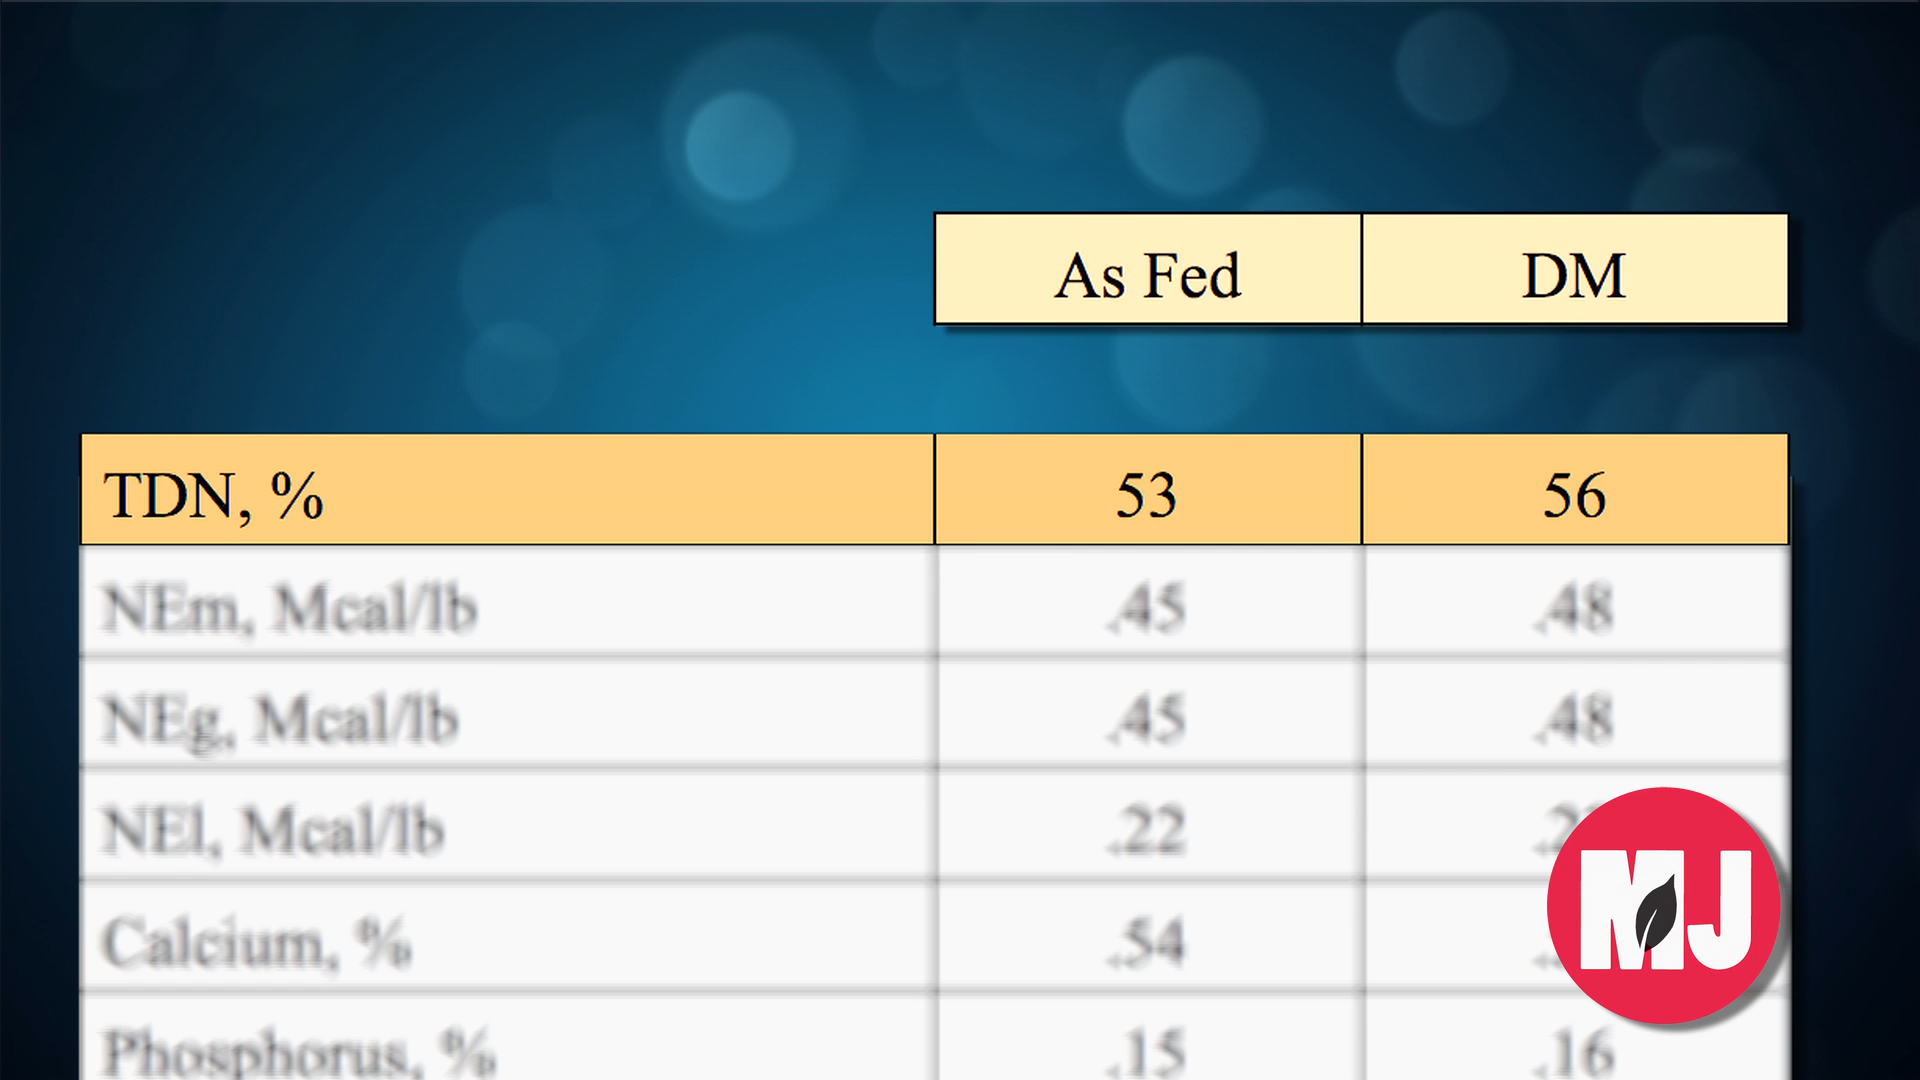 As Fed DM
TDN, % 53 56
NEm, Mcal/lb .45 .48
NEg, Mcal/lb .45 .48
NEl, Mcal/lb .22
Calcium, % .54
Phosphorus, % .15 .16
MJ